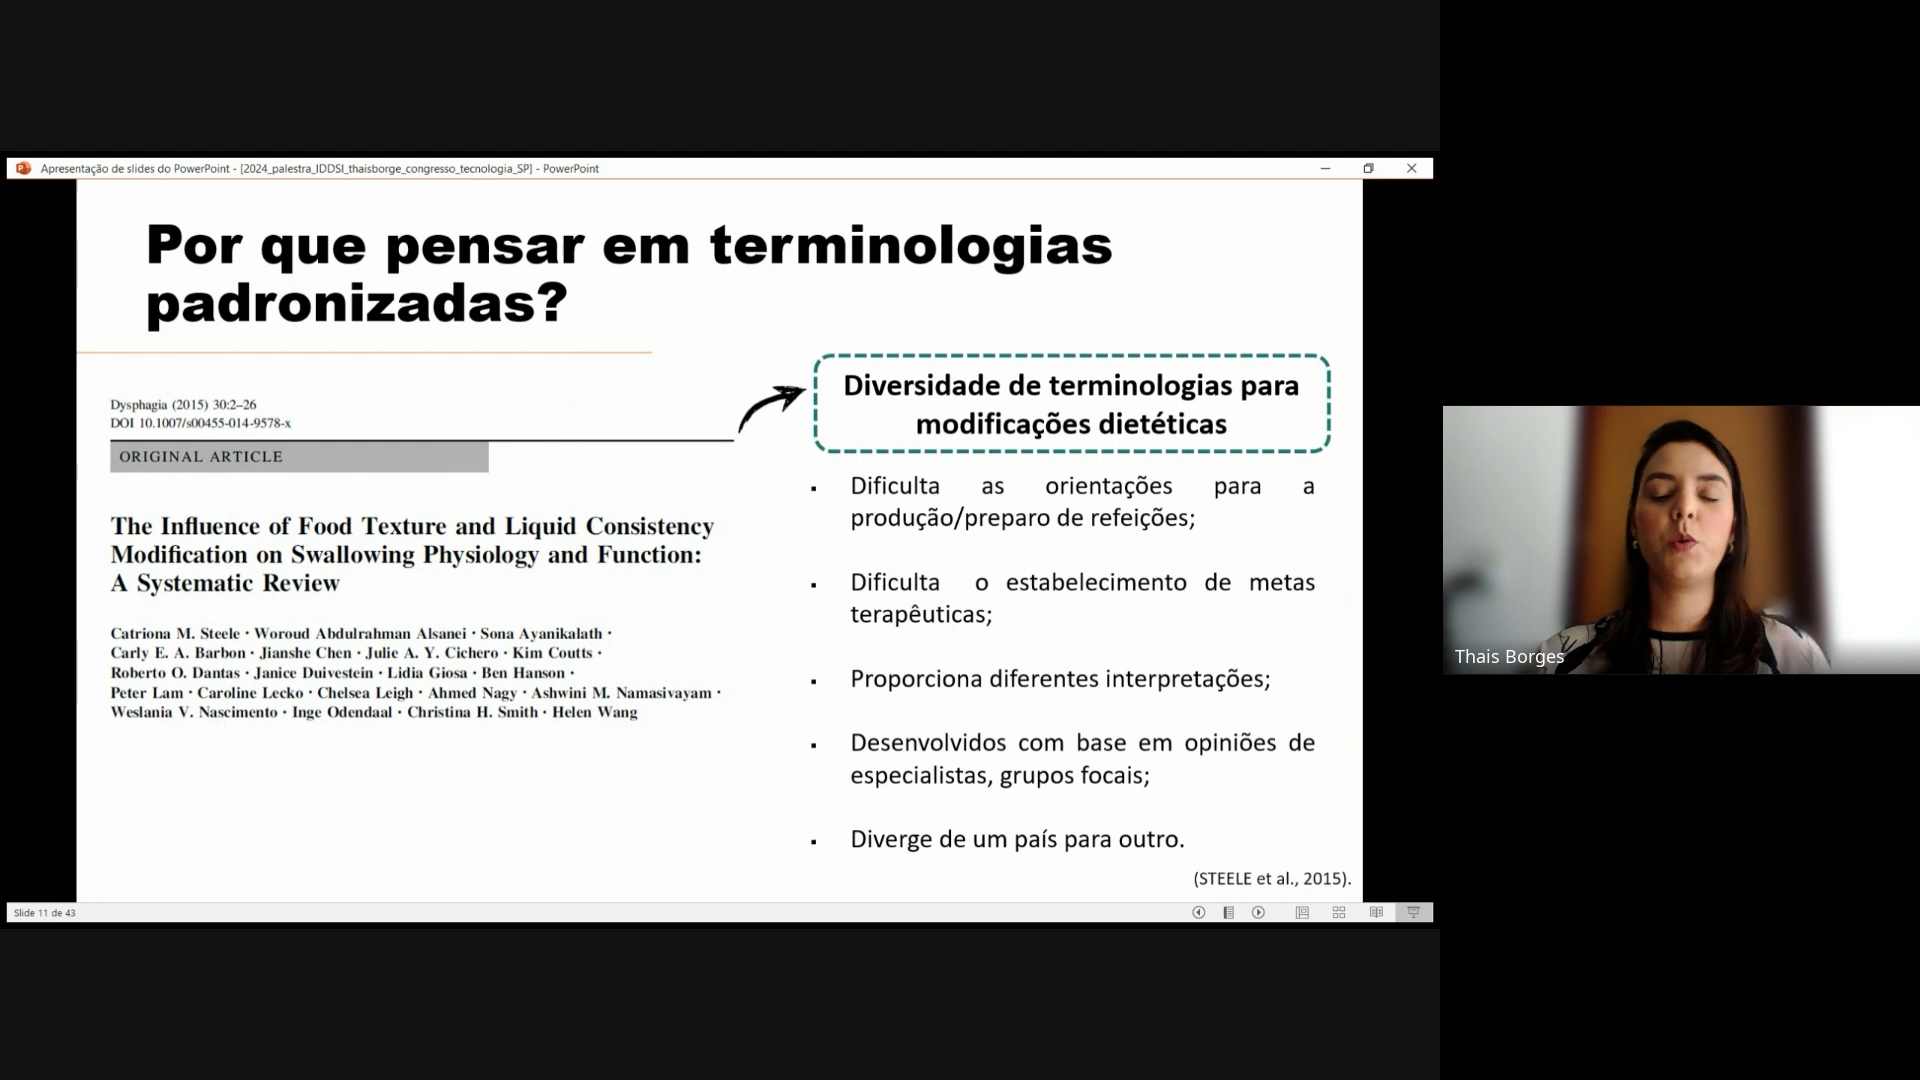 Apresentação de slides do PowerPoint - [2024_palestra_IDDSI_thaisborge_congresso_tecnologia_SP] - PowerPoint
Por que pensar em terminologias
padronizadas?
Dysphagia (2015) 30:2–26
DOI 10.1007/s00455-014-9578-x
ORIGINAL ARTICLE
The Influence of Food Texture and Liquid Consistency
Modification on Swallowing Physiology and Function:
A Systematic Review
Catriona M. Steele · Woroud Abdulrahman Alsanei · Sona Ayanikalath ·
Carly E. A. Barbon · Jianshe Chen · Julie A. Y. Cichero · Kim Coutts ·
Roberto O. Dantas · Janice Duivestein · Lidia Giosa · Ben Hanson ·
Peter Lam · Caroline Lecko · Chelsea Leigh · Ahmed Nagy · Ashwini M. Namasivayam ·
Weslania V. Nascimento · Inge Odendaal · Christina H. Smith · Helen Wang
Diversidade de terminologias para
modificações dietéticas
▪ Dificulta as orientações para a
produção/preparo de refeições;
▪ Dificulta o estabelecimento de metas
terapêuticas;
▪ Proporciona diferentes interpretações;
▪ Desenvolvidos com base em opiniões de
especialistas, grupos focais;
▪ Diverge de um país para outro.
(STEELE et al., 2015).
Slide 11 de 43
Thais Borges